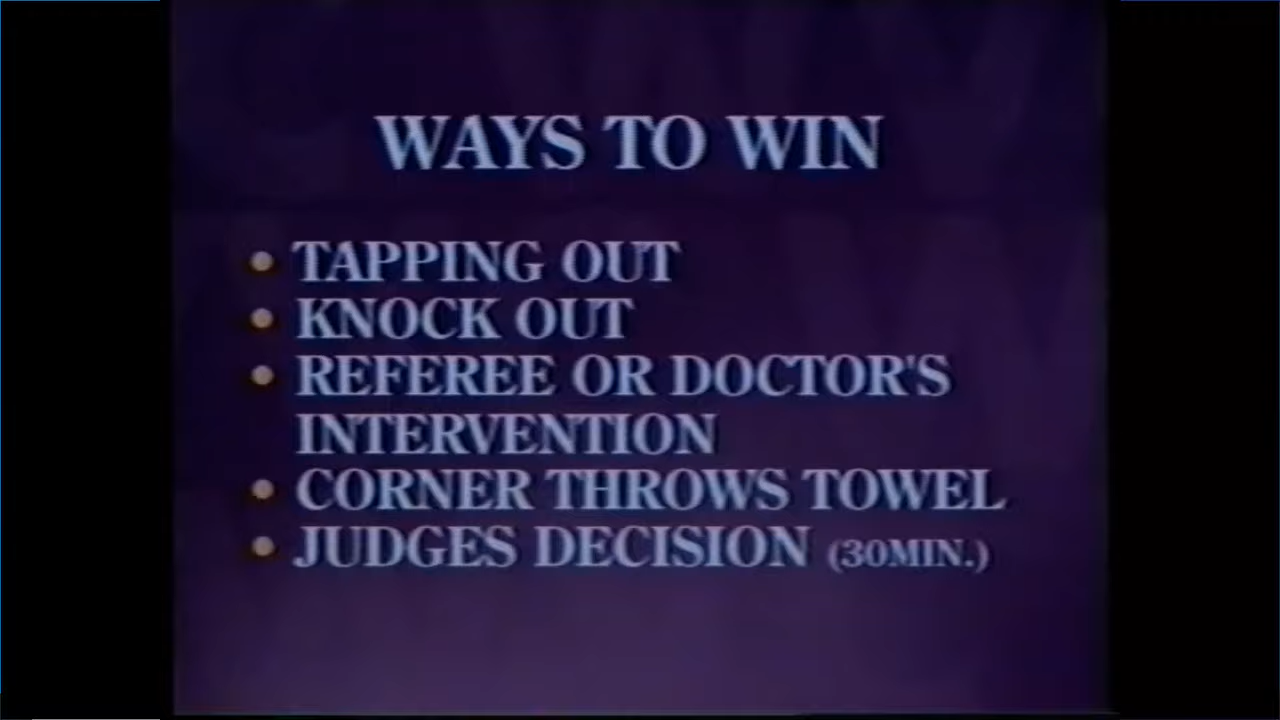 WAYS TO WIN
• TAPPING OUT
• KNOCK OUT
• REFEREE OR DOCTOR'S
INTERVENTION
• CORNER THROWS TOWEL
• JUDGES DECISION (30MIN.)